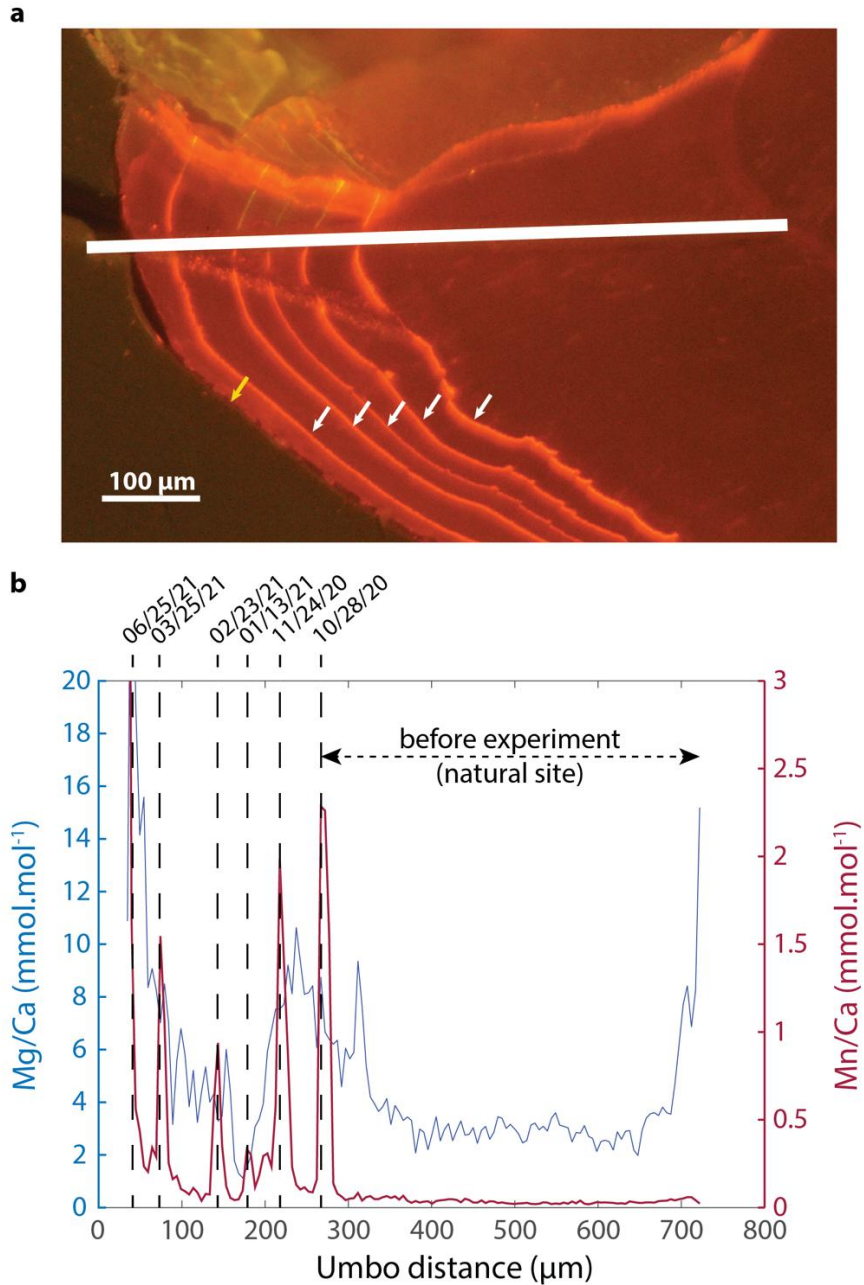 a
100 µm
b
06/25/21
03/25/21
02/23/21
01/13/21
11/24/20
10/28/20
20
18
16
14
12
10
8
6
4
2
0
Mg/Ca (mmol.mol⁻¹)
before experiment
(natural site)
3
2.5
2
1.5
1
0.5
0
Mn/Ca (mmol.mol⁻¹)
0 100 200 300 400 500 600 700 800
Umbo distance (µm)